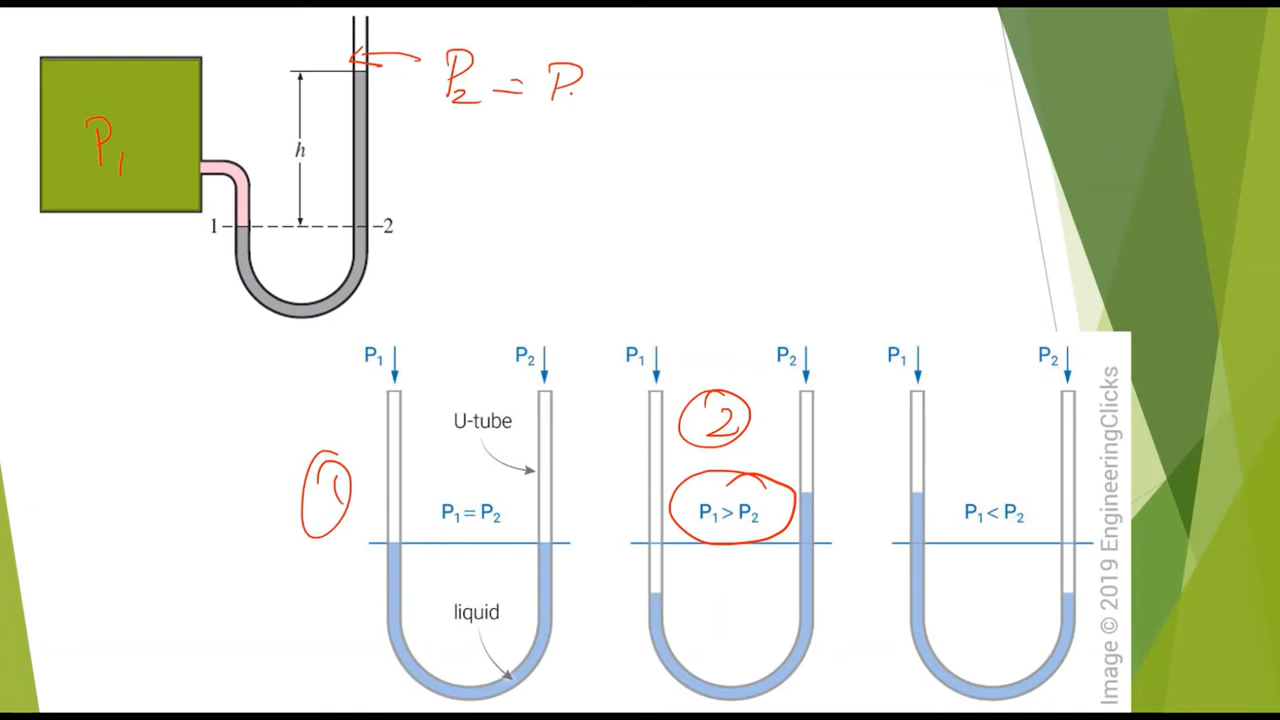 P₂ = P.
P₁
h
1
2
P₁ P₂ P₁ P₂ P₁ P₂
2
U-tube
1
P₁ = P₂ P₁ > P₂ P₁ < P₂
liquid
Image © 2019 EngineeringClicks